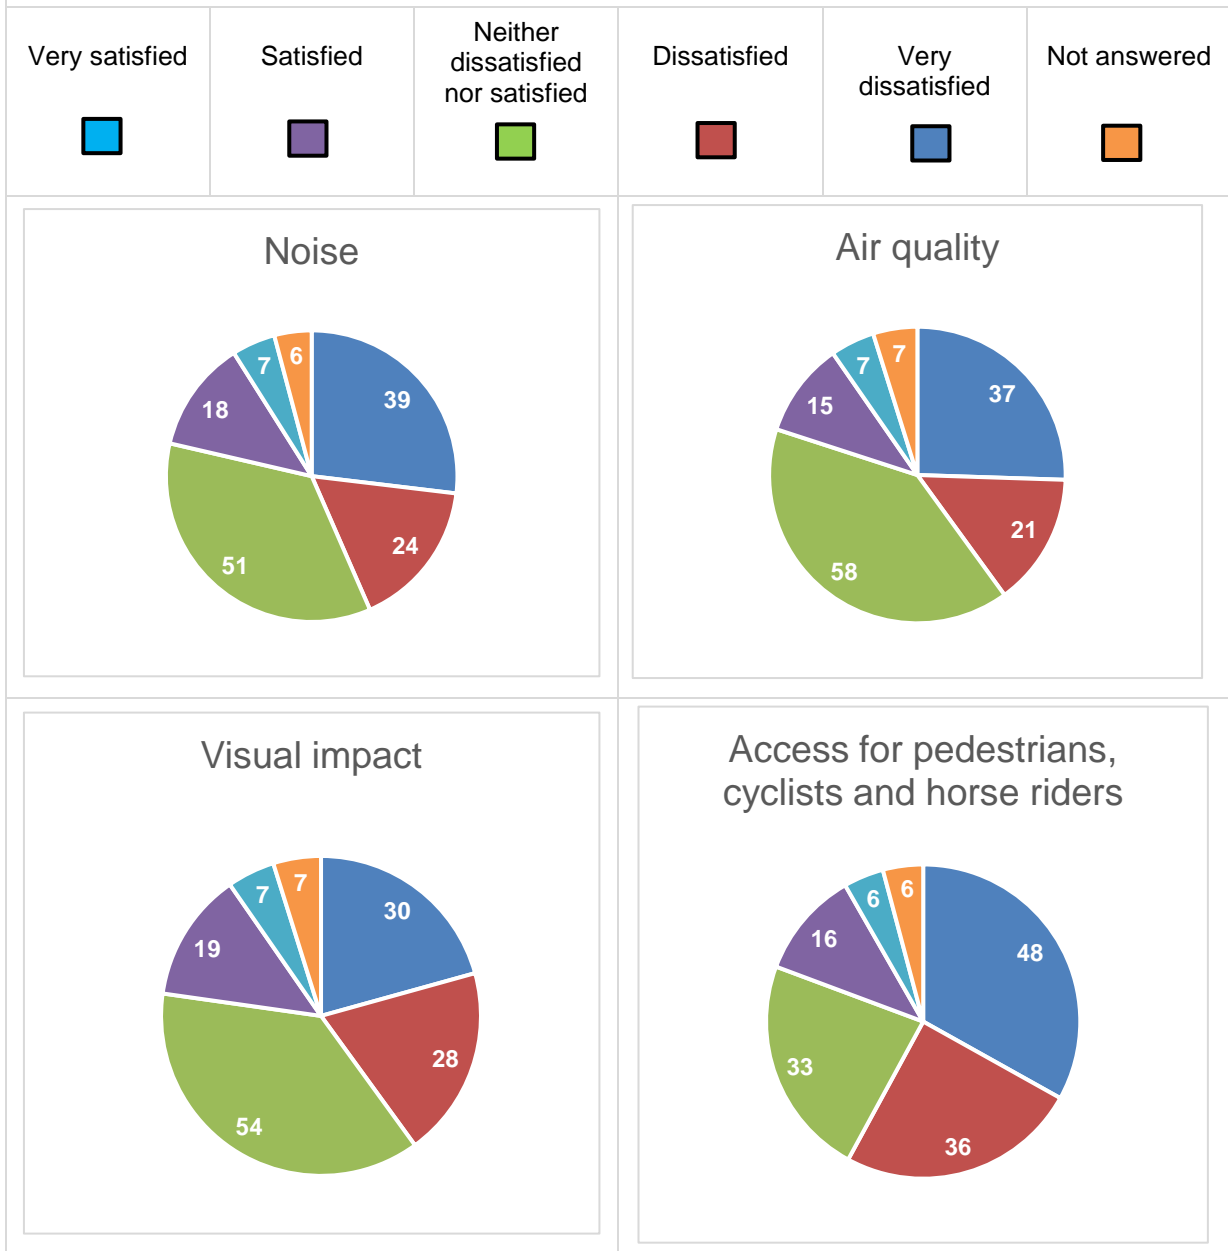 Very satisfied
Satisfied
Neither
dissatisfied
nor satisfied
Dissatisfied
Very
dissatisfied
Not answered
Noise
39
24
51
18
7
6
Air quality
37
21
58
15
7
7
Visual impact
30
28
54
19
7
7
Access for pedestrians,
cyclists and horse riders
48
36
33
16
6
6